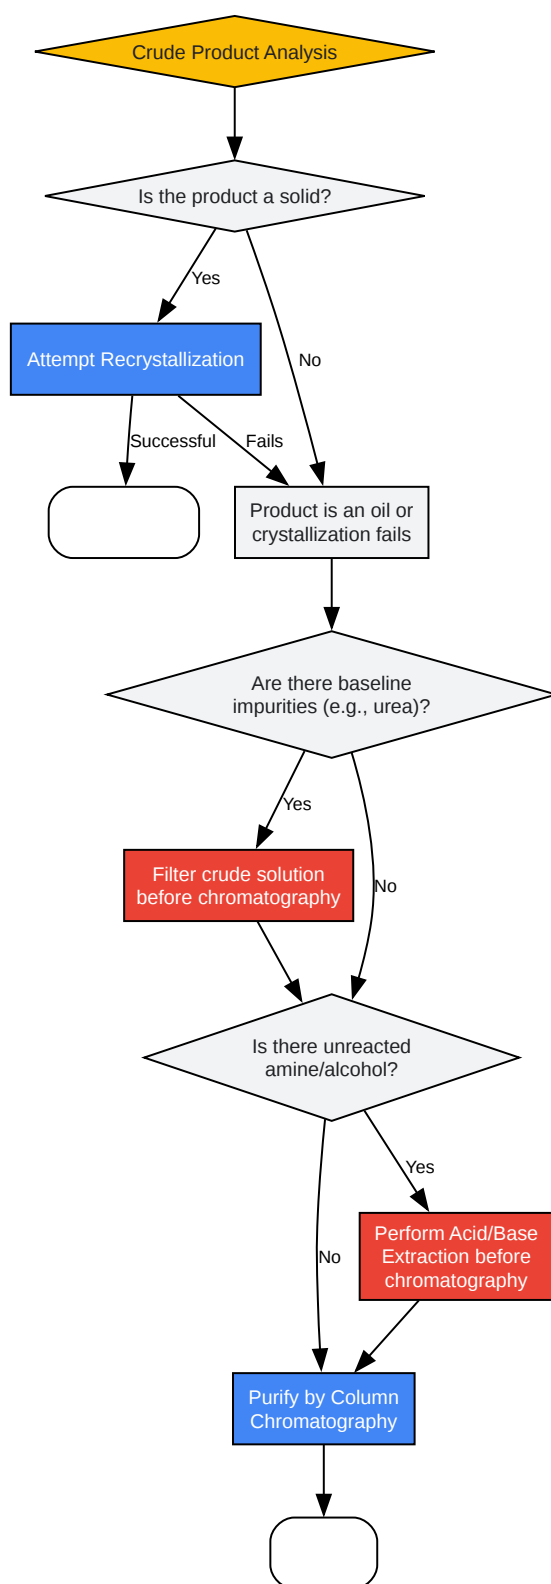 Crude Product Analysis
Is the product a solid?
Yes
Attempt Recrystallization
No
Successful
Fails
Product is an oil or
crystallization fails
Are there baseline
impurities (e.g., urea)?
Yes
Filter crude solution
before chromatography
No
Is there unreacted
amine/alcohol?
Yes
Perform Acid/Base
Extraction before
chromatography
No
Purify by Column
Chromatography